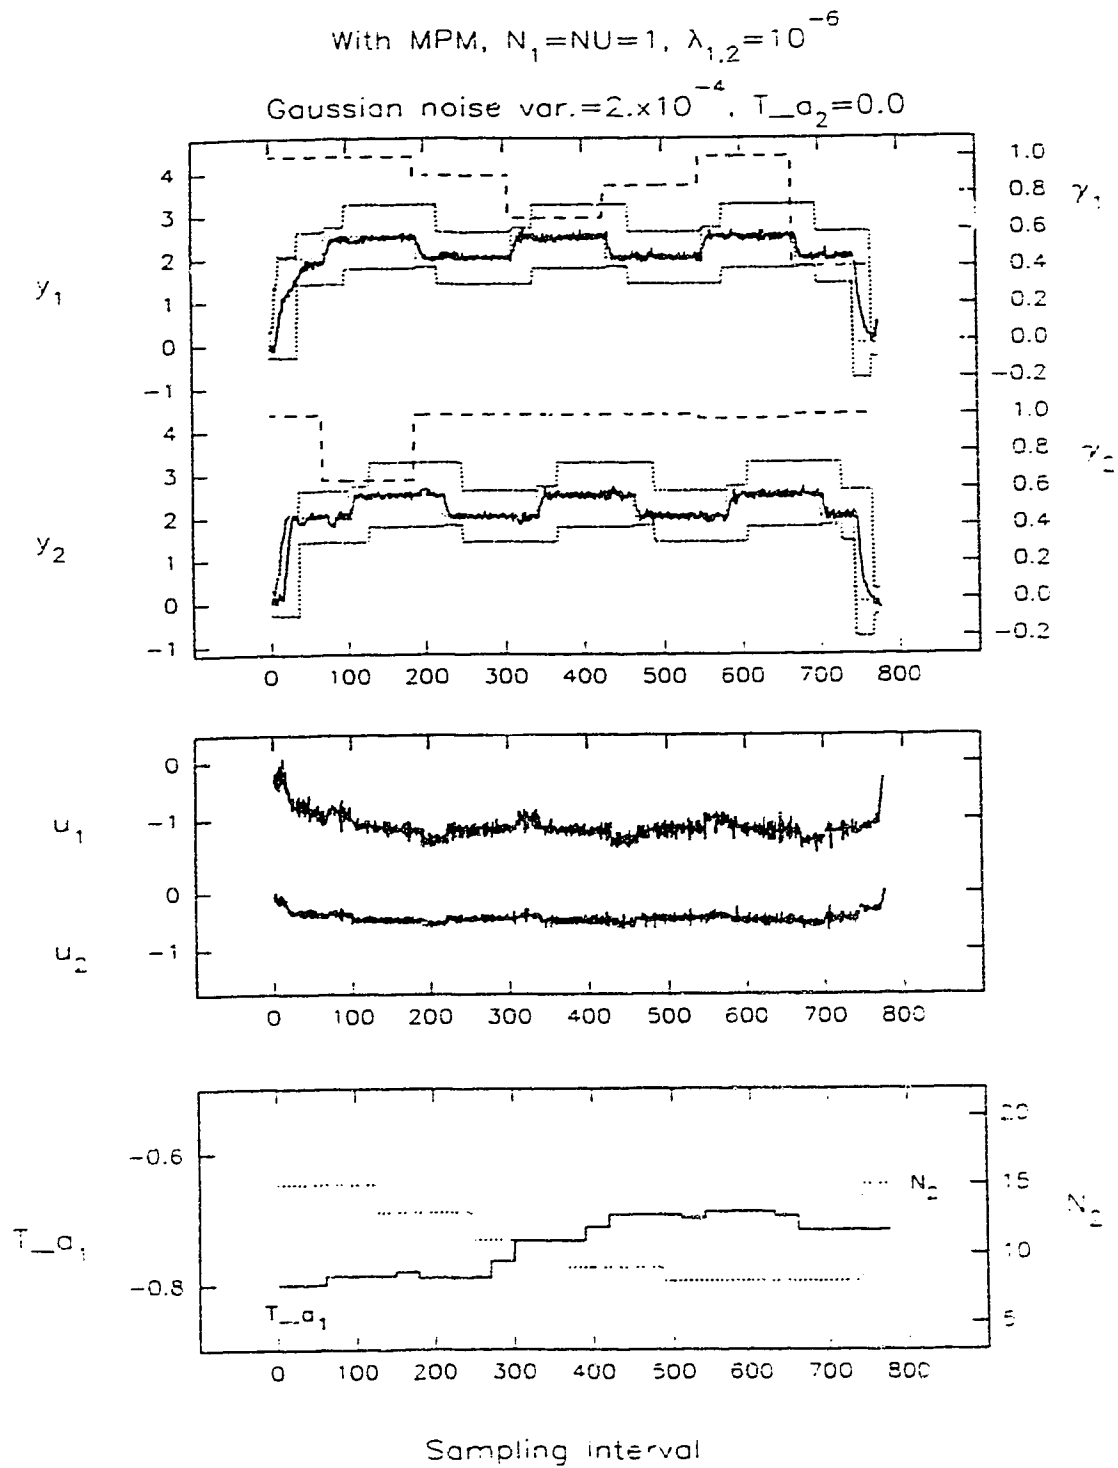 With MPM, N₁=NU=1, λ₁,₂=10⁻⁶
Gaussian noise var.=2.x10⁻⁴, T_a₂=0.0
4
3
2
1
0
−1
y₁
1.0
0.8
0.6
0.4
0.2
0.0
−0.2
γ₁
4
3
2
1
0
−1
y₂
1.0
0.8
0.6
0.4
0.2
0.0
−0.2
γ₂
0 100 200 300 400 500 600 700 800
0
−1
u₁
0
−1
u₂
0 100 200 300 400 500 600 700 800
−0.6
−0.8
T_a₁
T_a₁
20
15
10
5
N₂
N₂
0 100 200 300 400 500 600 700 800
Sampling interval